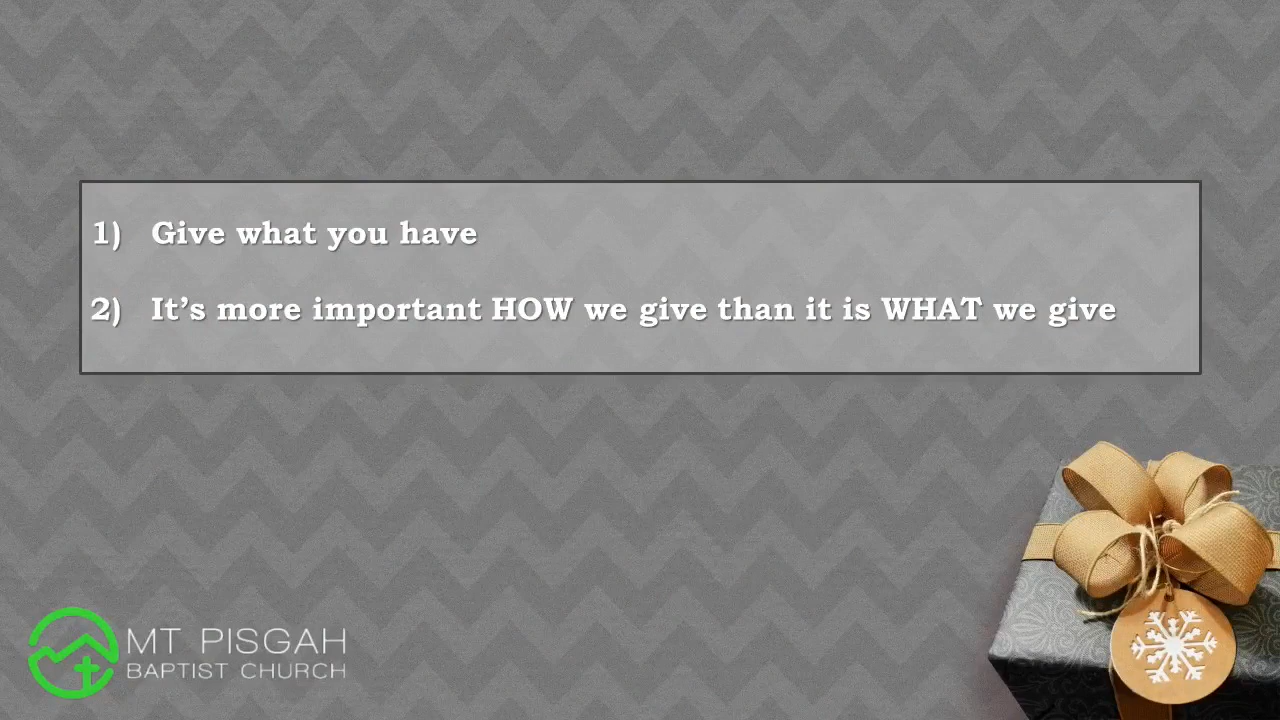 1) Give what you have
2) It’s more important HOW we give than it is WHAT we give
MT PISGAH
BAPTIST CHURCH